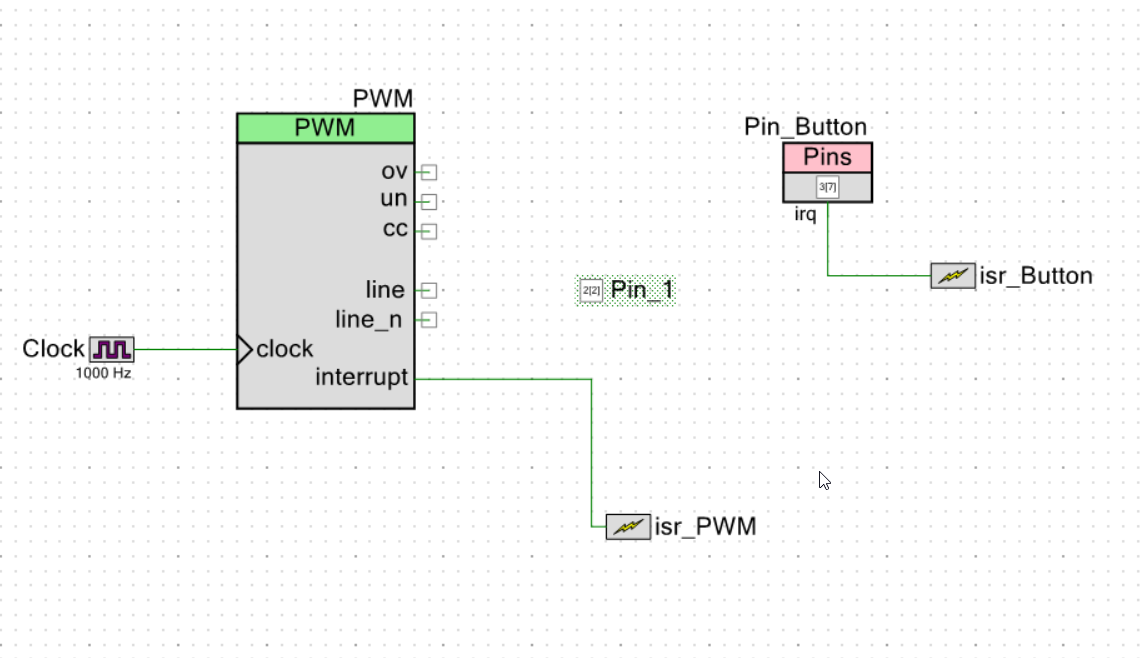 PWM
PWM
ov
un
cc
line
line_n
clock
interrupt
Clock
1000 Hz
2[2] Pin_1
Pin_Button
Pins
3[7]
irq
isr_Button
isr_PWM